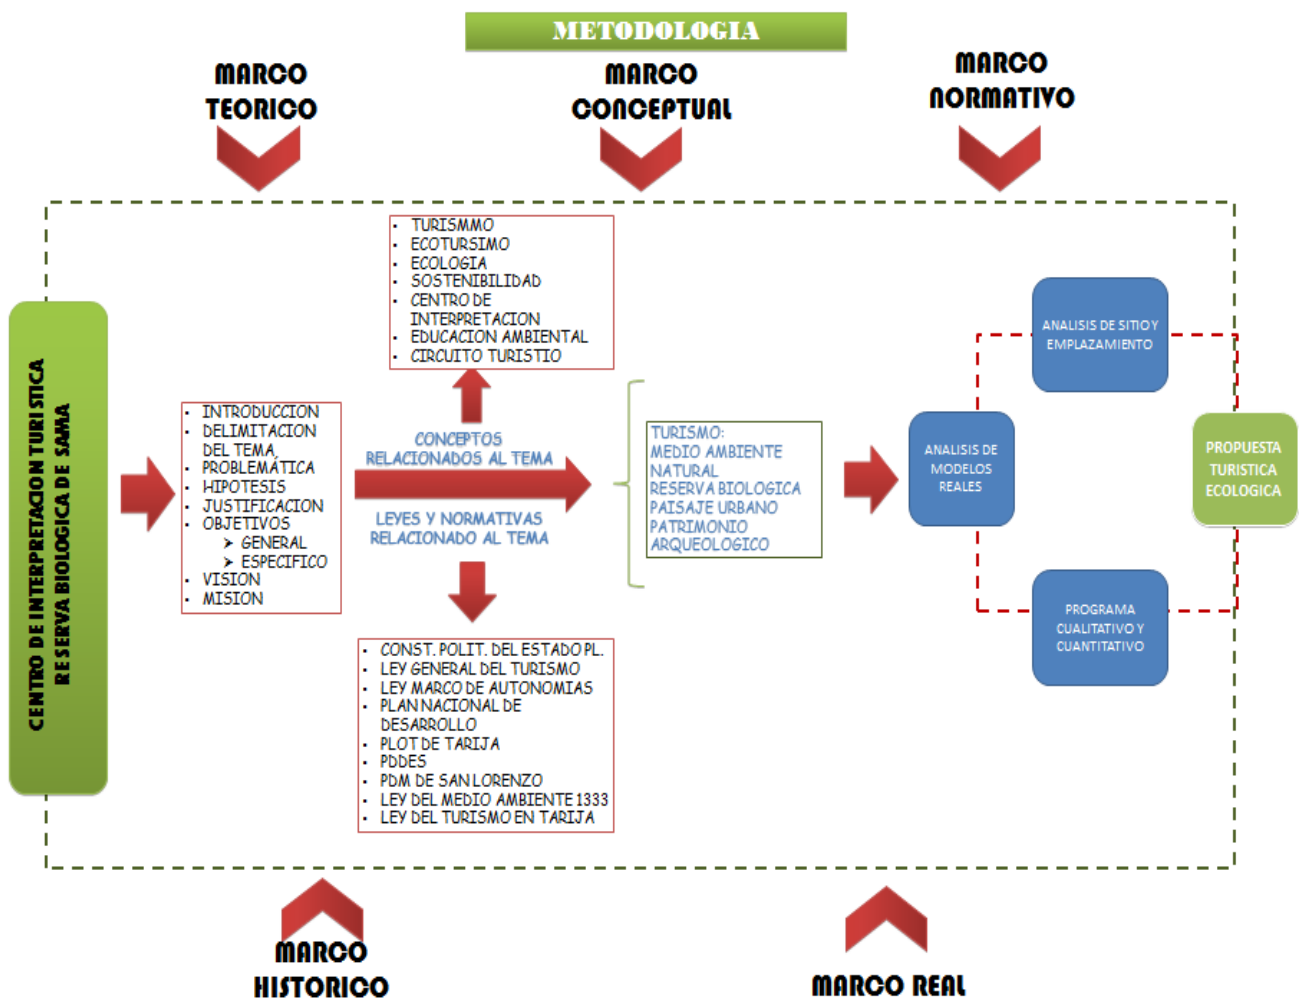 METODOLOGIA
MARCO
TEORICO
MARCO
CONCEPTUAL
MARCO
NORMATIVO
CENTRO DE INTERPRETACION TURISTICA
RESERVA BIOLOGICA DE SAMA
• INTRODUCCION
• DELIMITACION
DEL TEMA,
• PROBLEMÁTICA
• HIPOTESIS
• JUSTIFICACION
• OBJETIVOS
➤ GENERAL
➤ ESPECIFICO
• VISION
• MISION
• TURISMMO
• ECOTURSIMO
• ECOLOGIA
• SOSTENIBILIDAD
• CENTRO DE
INTERPRETACION
• EDUCACION AMBIENTAL
• CIRCUITO TURISTIO
CONCEPTOS
RELACIONADOS AL TEMA
LEYES Y NORMATIVAS
RELACIONADO AL TEMA
• CONST. POLIT. DEL ESTADO PL.
• LEY GENERAL DEL TURISMO
• LEY MARCO DE AUTONOMIAS
• PLAN NACIONAL DE
DESARROLLO
• PLOT DE TARIJA
• PDDES
• PDM DE SAN LORENZO
• LEY DEL MEDIO AMBIENTE 1333
• LEY DEL TURISMO EN TARIJA
TURISMO:
MEDIO AMBIENTE
NATURAL
RESERVA BIOLOGICA
PAISAJE URBANO
PATRIMONIO
ARQUEOLOGICO
ANALISIS DE
MODELOS
REALES
ANALISIS DE SITIO Y
EMPLAZAMIENTO
PROGRAMA
CUALITATIVO Y
CUANTITATIVO
PROPUESTA
TURISTICA
ECOLOGICA
MARCO
HISTORICO
MARCO REAL